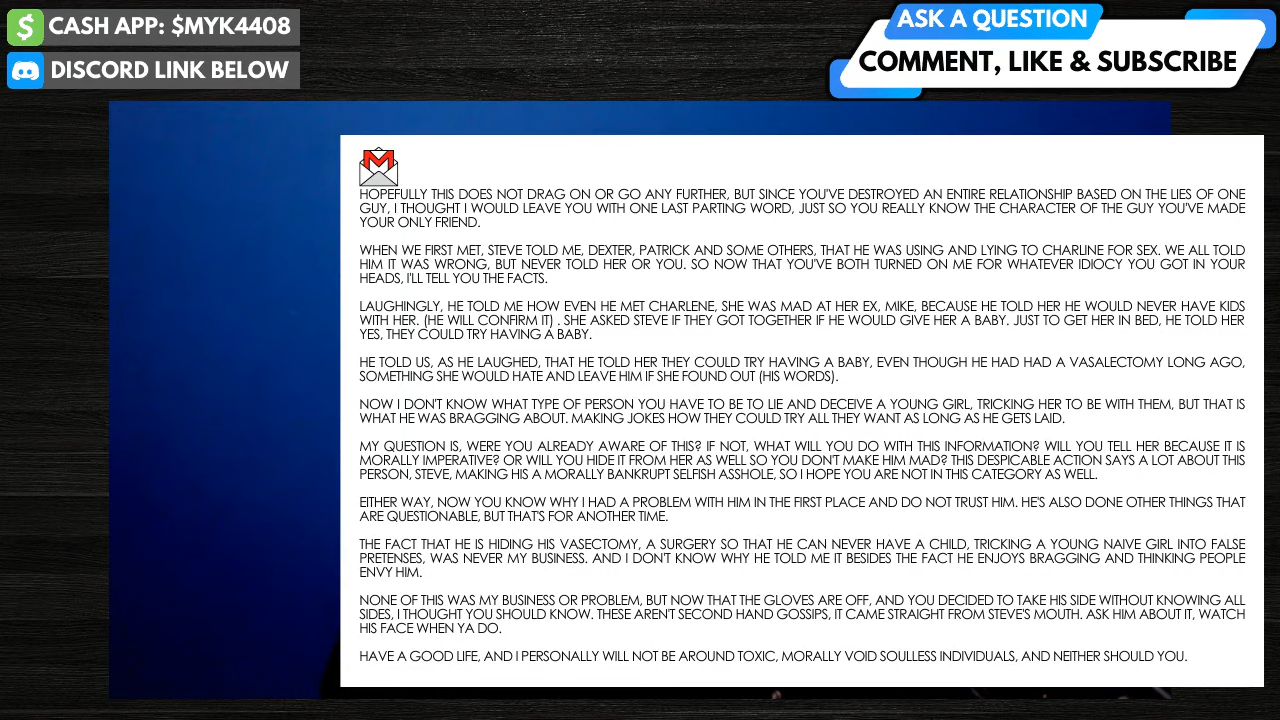 CASH APP: $MYK4408
DISCORD LINK BELOW
ASK A QUESTION
COMMENT, LIKE & SUBSCRIBE
HOPEFULLY THIS DOES NOT DRAG ON OR GO ANY FURTHER, BUT SINCE YOU'VE DESTROYED AN ENTIRE RELATIONSHIP BASED ON THE LIES OF ONE
GUY, I THOUGHT I WOULD LEAVE YOU WITH ONE LAST PARTING WORD, JUST SO YOU REALLY KNOW THE CHARACTER OF THE GUY YOU'VE MADE
YOUR ONLY FRIEND.
WHEN WE FIRST MET, STEVE TOLD ME, DEXTER, PATRICK AND SOME OTHERS, THAT HE WAS USING AND LYING TO CHARLINE FOR SEX. WE ALL TOLD
HIM IT WAS WRONG, BUT NEVER TOLD HER OR YOU. SO NOW THAT YOU'VE BOTH TURNED ON ME FOR WHATEVER IDIOCY YOU GOT IN YOUR
HEADS, I'LL TELL YOU THE FACTS.
LAUGHINGLY, HE TOLD ME HOW EVEN HE MET CHARLENE, SHE WAS MAD AT HER EX, MIKE, BECAUSE HE TOLD HER HE WOULD NEVER HAVE KIDS
WITH HER. (HE WILL CONFIRM IT) . SHE ASKED STEVE IF THEY GOT TOGETHER IF HE WOULD GIVE HER A BABY. JUST TO GET HER IN BED, HE TOLD HER
YES, THEY COULD TRY HAVING A BABY.
HE TOLD US, AS HE LAUGHED, THAT HE TOLD HER THEY COULD TRY HAVING A BABY, EVEN THOUGH HE HAD HAD A VASALECTOMY LONG AGO,
SOMETHING SHE WOULD HATE AND LEAVE HIM IF SHE FOUND OUT (HIS WORDS).
NOW I DON'T KNOW WHAT TYPE OF PERSON YOU HAVE TO BE TO LIE AND DECEIVE A YOUNG GIRL, TRICKING HER TO BE WITH THEM, BUT THAT IS
WHAT HE WAS BRAGGING ABOUT. MAKING JOKES HOW THEY COULD TRY ALL THEY WANT AS LONG AS HE GETS LAID.
MY QUESTION IS, WERE YOU ALREADY AWARE OF THIS? IF NOT, WHAT WILL YOU DO WITH THIS INFORMATION? WILL YOU TELL HER BECAUSE IT IS
MORALLY IMPERATIVE? OR WILL YOU HIDE IT FROM HER AS WELL SO YOU DON'T MAKE HIM MAD? THIS DESPICABLE ACTION SAYS A LOT ABOUT THIS
PERSON, STEVE, MAKING HIS A MORALLY BANKRUPT SELFISH ASSHOLE, SO I HOPE YOU ARE NOT IN THIS CATEGORY AS WELL.
EITHER WAY, NOW YOU KNOW WHY I HAD A PROBLEM WITH HIM IN THE FIRST PLACE AND DO NOT TRUST HIM. HE'S ALSO DONE OTHER THINGS THAT
ARE QUESTIONABLE, BUT THAT'S FOR ANOTHER TIME.
THE FACT THAT HE IS HIDING HIS VASECTOMY, A SURGERY SO THAT HE CAN NEVER HAVE A CHILD, TRICKING A YOUNG NAIVE GIRL INTO FALSE
PRETENSES, WAS NEVER MY BUSINESS. AND I DON'T KNOW WHY HE TOLD ME IT BESIDES THE FACT HE ENJOYS BRAGGING AND THINKING PEOPLE
ENVY HIM.
NONE OF THIS WAS MY BUSINESS OR PROBLEM, BUT NOW THAT THE GLOVES ARE OFF, AND YOU DECIDED TO TAKE HIS SIDE WITHOUT KNOWING ALL
SIDES, I THOUGHT YOU SHOULD KNOW. THESE AREN'T SECOND HAND GOSSIPS, IT CAME STRAIGHT FROM STEVE'S MOUTH. ASK HIM ABOUT IT, WATCH
HIS FACE WHEN YA DO.
HAVE A GOOD LIFE, AND I PERSONALLY WILL NOT BE AROUND TOXIC, MORALLY VOID SOULLESS INDIVIDUALS, AND NEITHER SHOULD YOU.